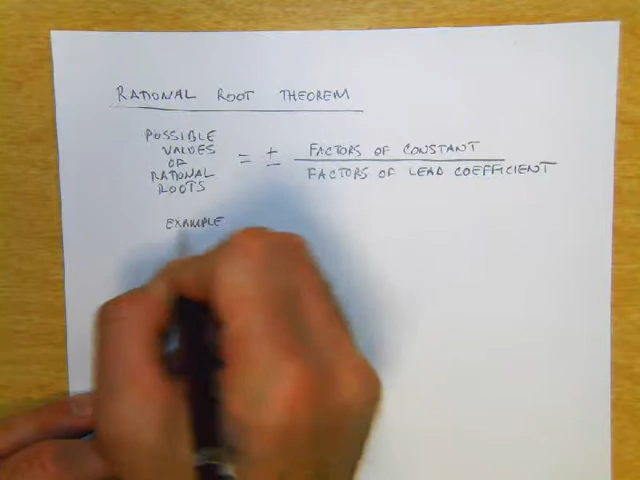 RATIONAL ROOT THEOREM
POSSIBLE
VALUES
OF
RATIONAL
ROOTS
= ±
FACTORS OF CONSTANT
FACTORS OF LEAD COEFFICIENT
EXAMPLE